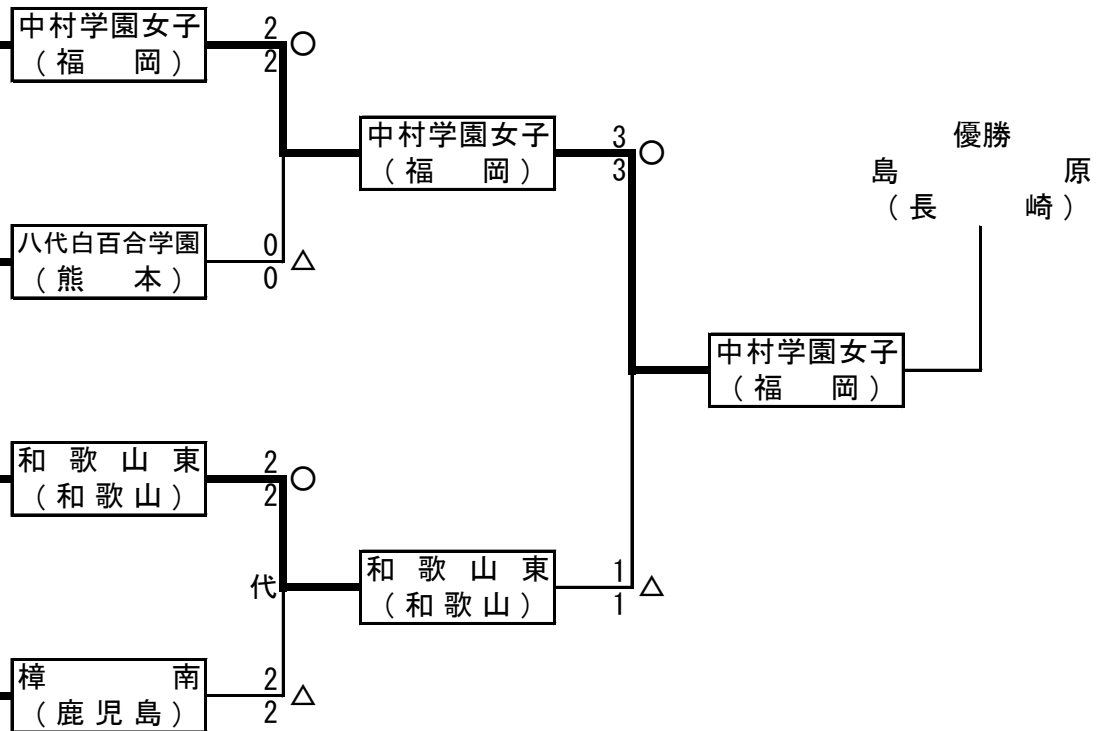 中村学園女子
（福　岡）
2
2
○
中村学園女子
（福　岡）
3
3
○
優勝
島　　　　原
（長　　崎）
八代白百合学園
（熊　本）
0
0
△
中村学園女子
（福　岡）
和　歌　山　東
（和歌山）
2
2
○
代
和　歌　山　東
（和歌山）
1
1
△
樟　　　　南
（鹿児島）
2
2
△